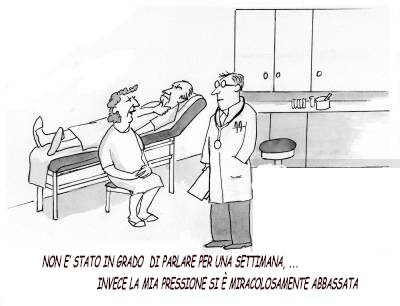 NON E' STATO IN GRADO DI PARLARE PER UNA SETTIMANA, ...
INVECE LA MIA PRESSIONE SI È MIRACOLOSAMENTE ABBASSATA